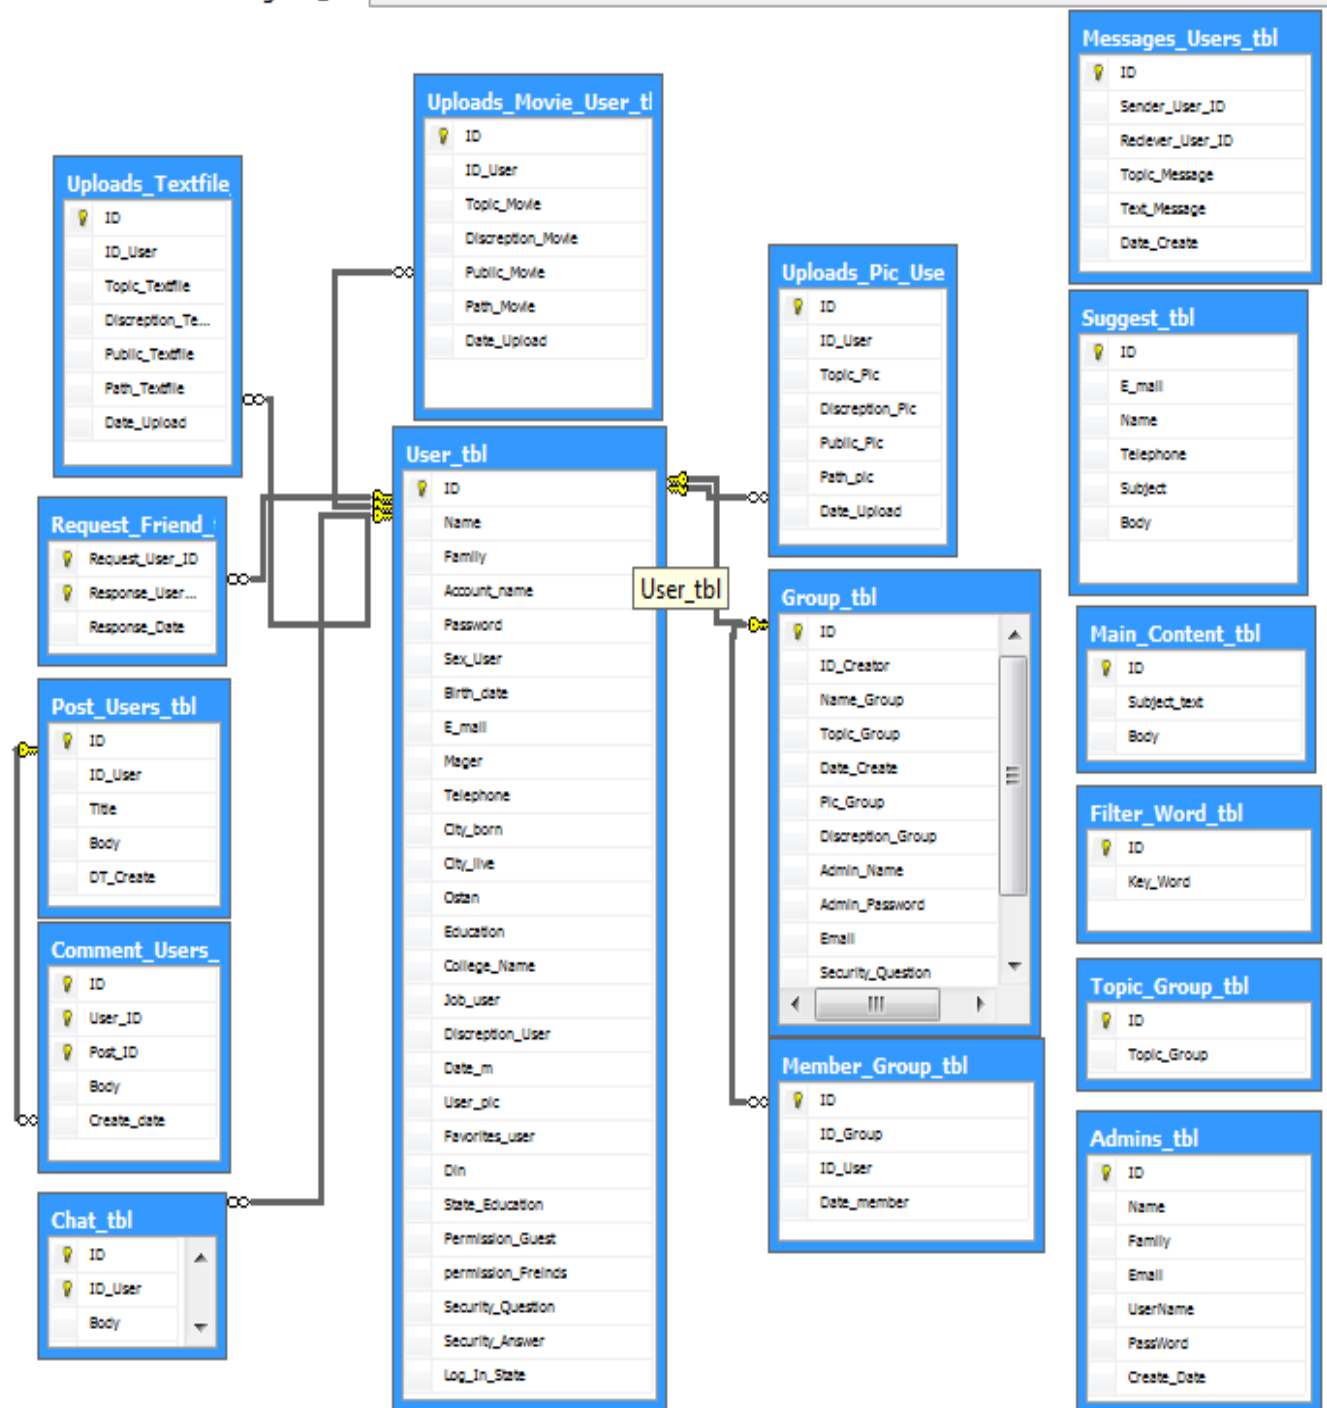 Uploads_Textfile_
ID
ID_User
Topic_Textfile
Discreption_Te...
Public_Textfile
Path_Textfile
Date_Upload
Request_Friend_
Request_User_ID
Response_User...
Response_Date
Post_Users_tbl
ID
ID_User
Title
Body
DT_Create
Comment_Users_
ID
User_ID
Post_ID
Body
Create_date
Chat_tbl
ID
ID_User
Body
Uploads_Movie_User_tbl
ID
ID_User
Topic_Movie
Discreption_Movie
Public_Movie
Path_Movie
Date_Upload
User_tbl
ID
Name
Family
Account_name
Password
Sex_User
Birth_date
E_mail
Mager
Telephone
City_born
City_live
Ostan
Education
College_Name
Job_user
Discreption_User
Date_m
User_pic
Favorites_user
Din
State_Education
Permission_Guest
permission_Freinds
Security_Question
Security_Answer
Log_In_State
User_tbl
Uploads_Pic_Use
ID
ID_User
Topic_Pic
Discreption_Pic
Public_Pic
Path_pic
Date_Upload
Group_tbl
ID
ID_Creator
Name_Group
Topic_Group
Date_Create
Pic_Group
Discreption_Group
Admin_Name
Admin_Password
Email
Security_Question
Member_Group_tbl
ID
ID_Group
ID_User
Date_member
Messages_Users_tbl
ID
Sender_User_ID
Reciever_User_ID
Topic_Message
Text_Message
Date_Create
Suggest_tbl
ID
E_mail
Name
Telephone
Subject
Body
Main_Content_tbl
ID
Subject_text
Body
Filter_Word_tbl
ID
Key_Word
Topic_Group_tbl
ID
Topic_Group
Admins_tbl
ID
Name
Family
Email
UserName
PassWord
Create_Date